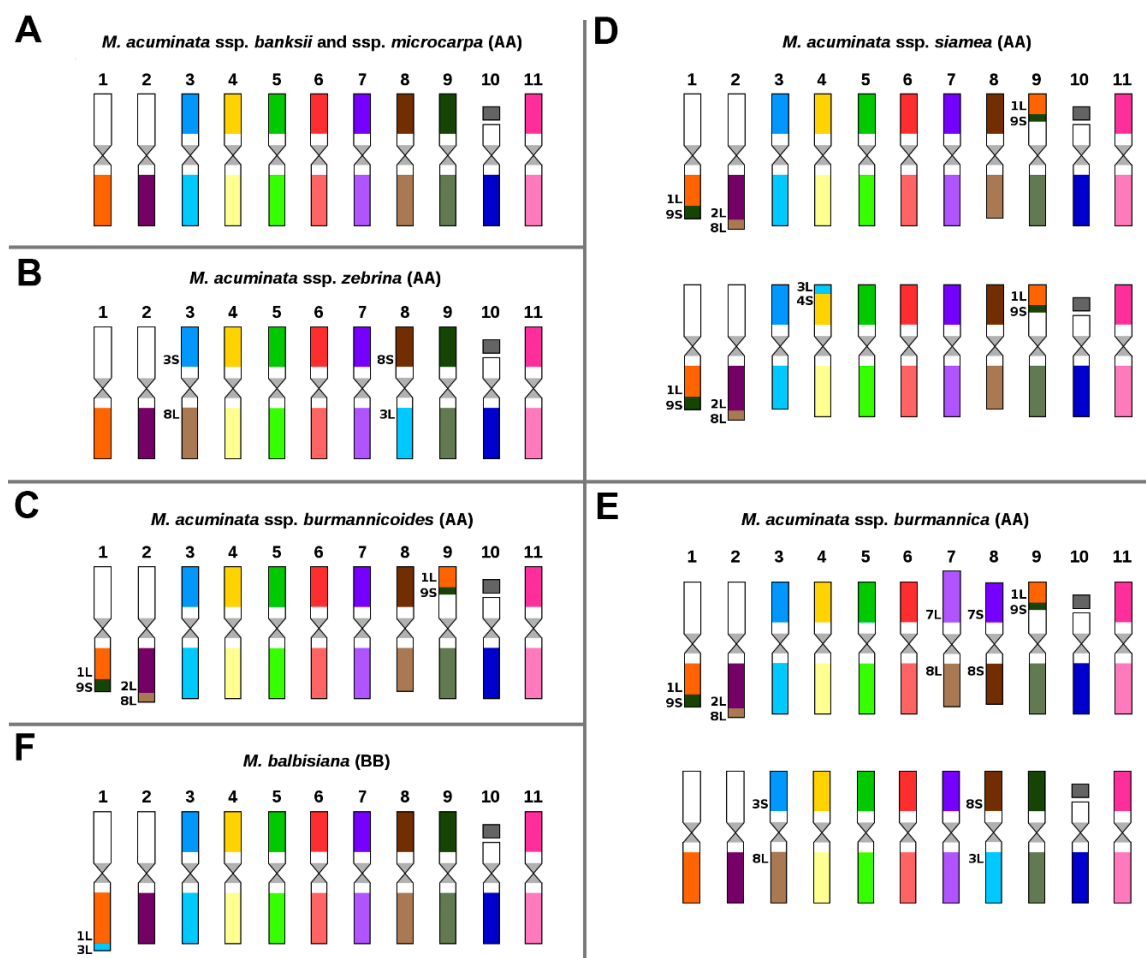 A
M. acuminata ssp. banksii and ssp. microcarpa (AA)
1 2 3 4 5 6 7 8 9 10 11
B
M. acuminata ssp. zebrina (AA)
1 2 3 4 5 6 7 8 9 10 11
3S 8S
8L 3L
C
M. acuminata ssp. burmannicoides (AA)
1 2 3 4 5 6 7 8 9 10 11
1L
9S
1L
9S
2L
8L
F
M. balbisiana (BB)
1 2 3 4 5 6 7 8 9 10 11
1L
3L
D
M. acuminata ssp. siamea (AA)
1 2 3 4 5 6 7 8 9 10 11
1L
9S
1L
9S
2L
8L
3L
4S
1L
9S
1L
9S
2L
8L
E
M. acuminata ssp. burmannica (AA)
1 2 3 4 5 6 7 8 9 10 11
1L
9S
7L 7S
8L 8S
1L
9S
2L
8L
3S 8S
8L 3L